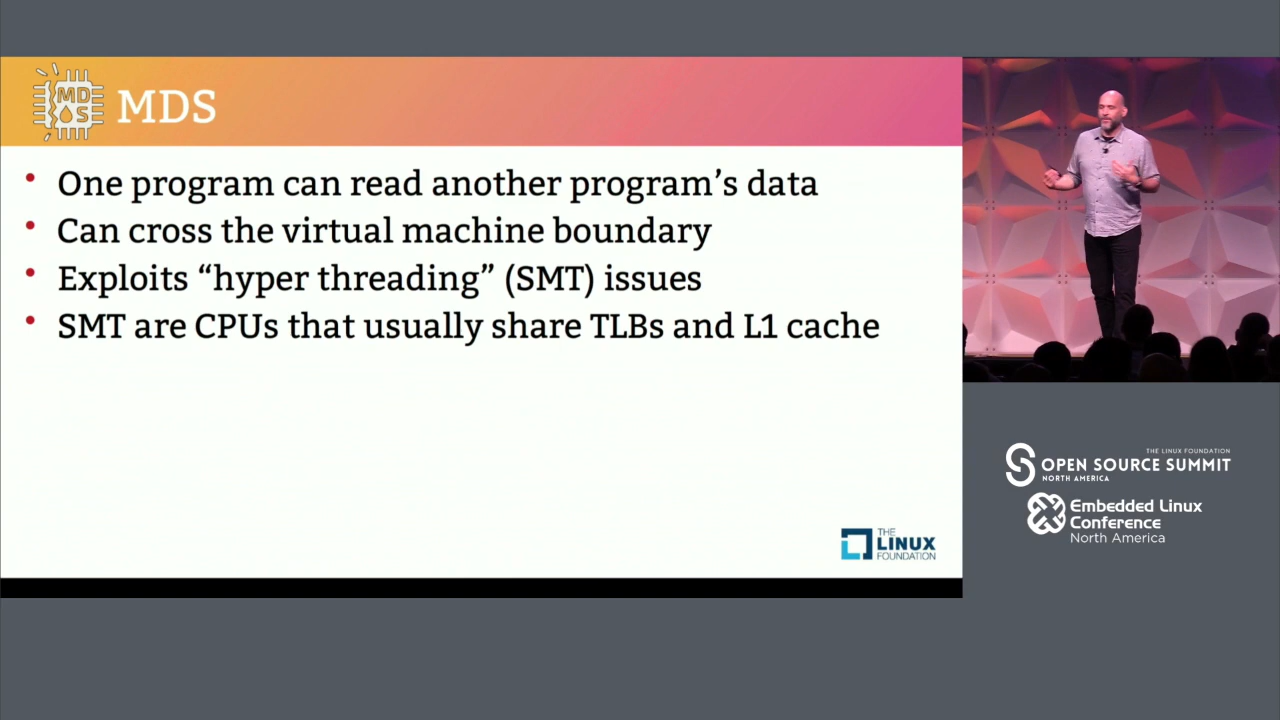 MD
S
MDS
• One program can read another program’s data
• Can cross the virtual machine boundary
• Exploits “hyper threading” (SMT) issues
• SMT are CPUs that usually share TLBs and L1 cache
THE
LINUX
FOUNDATION
THE LINUX FOUNDATION
OPEN SOURCE SUMMIT
NORTH AMERICA
Embedded Linux
Conference
North America